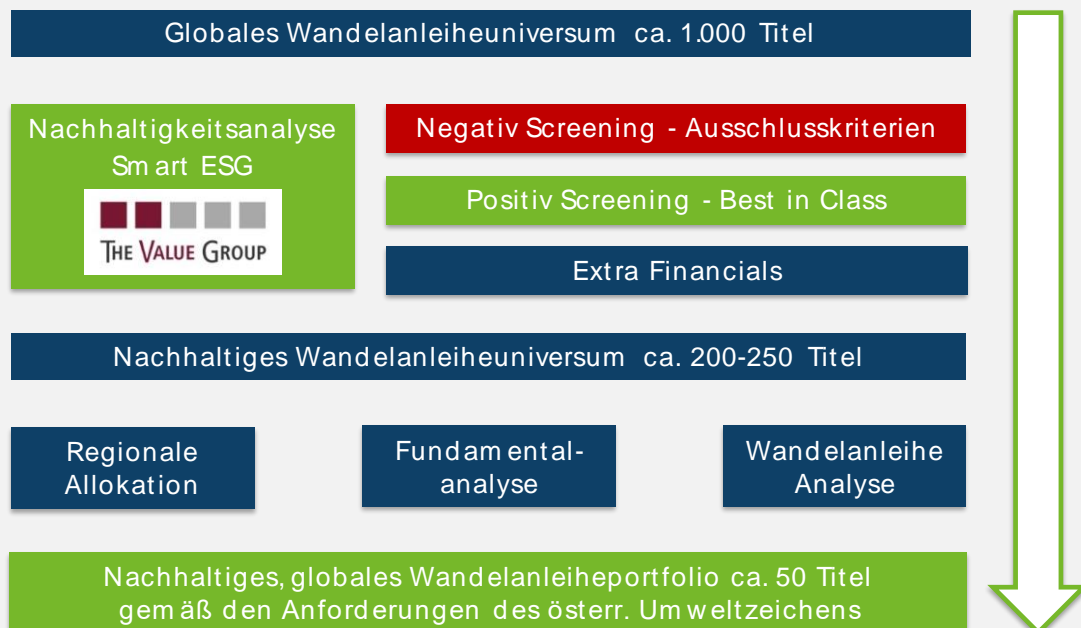 Globales Wandelanleiheuniversum ca. 1.000 Titel
Nachhaltigkeitsanalyse
Smart ESG
THE VALUE GROUP
Negativ Screening - Ausschlusskriterien
Positiv Screening - Best in Class
Extra Financials
Nachhaltiges Wandelanleiheuniversum ca. 200-250 Titel
Regionale
Allokation
Fundamental-
analyse
Wandelanleihe
Analyse
Nachhaltiges, globales Wandelanleiheportfolio ca. 50 Titel
gemäß den Anforderungen des österr. Umweltzeichens